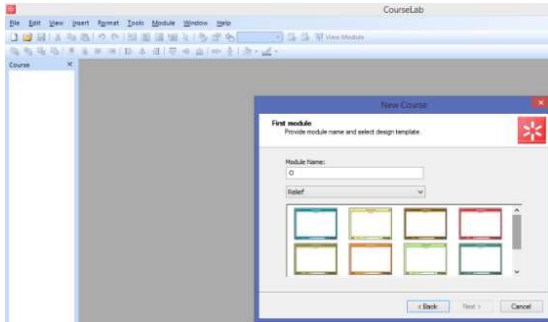 CourseLab
File Edit View Insert Format Tools Module Window Help
View Module
Course
New Course
First module
Provide module name and select design template.
Module Name:
O
Relief
< Back Next > Cancel